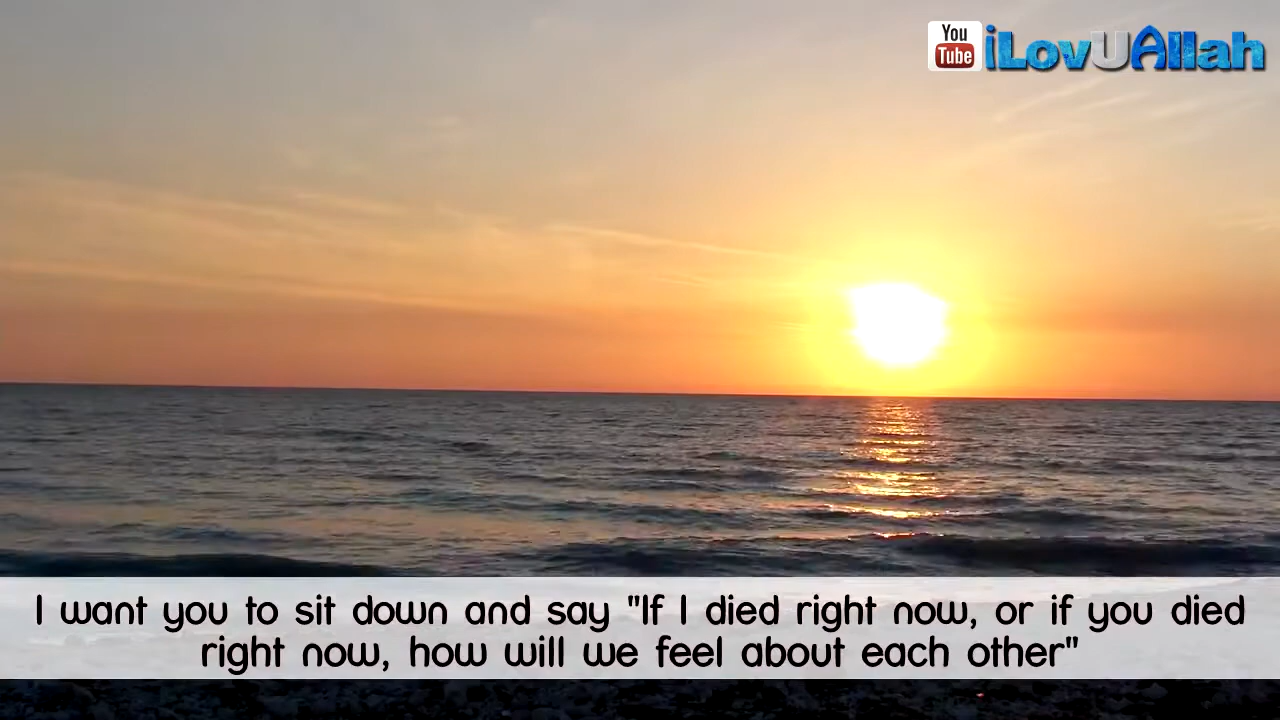 You
Tube
iLovUAllah
I want you to sit down and say "If I died right now, or if you died
right now, how will we feel about each other"